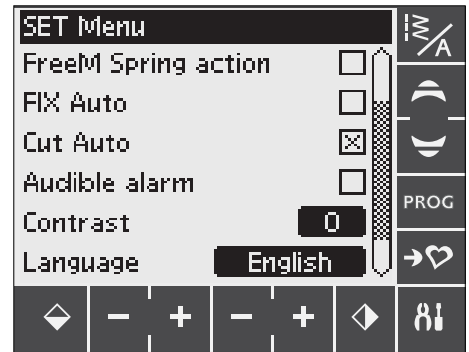 SET Menu
FreeM Spring action
FIX Auto
Cut Auto
Audible alarm
Contrast 0
Language English
A
PROG
- + - +